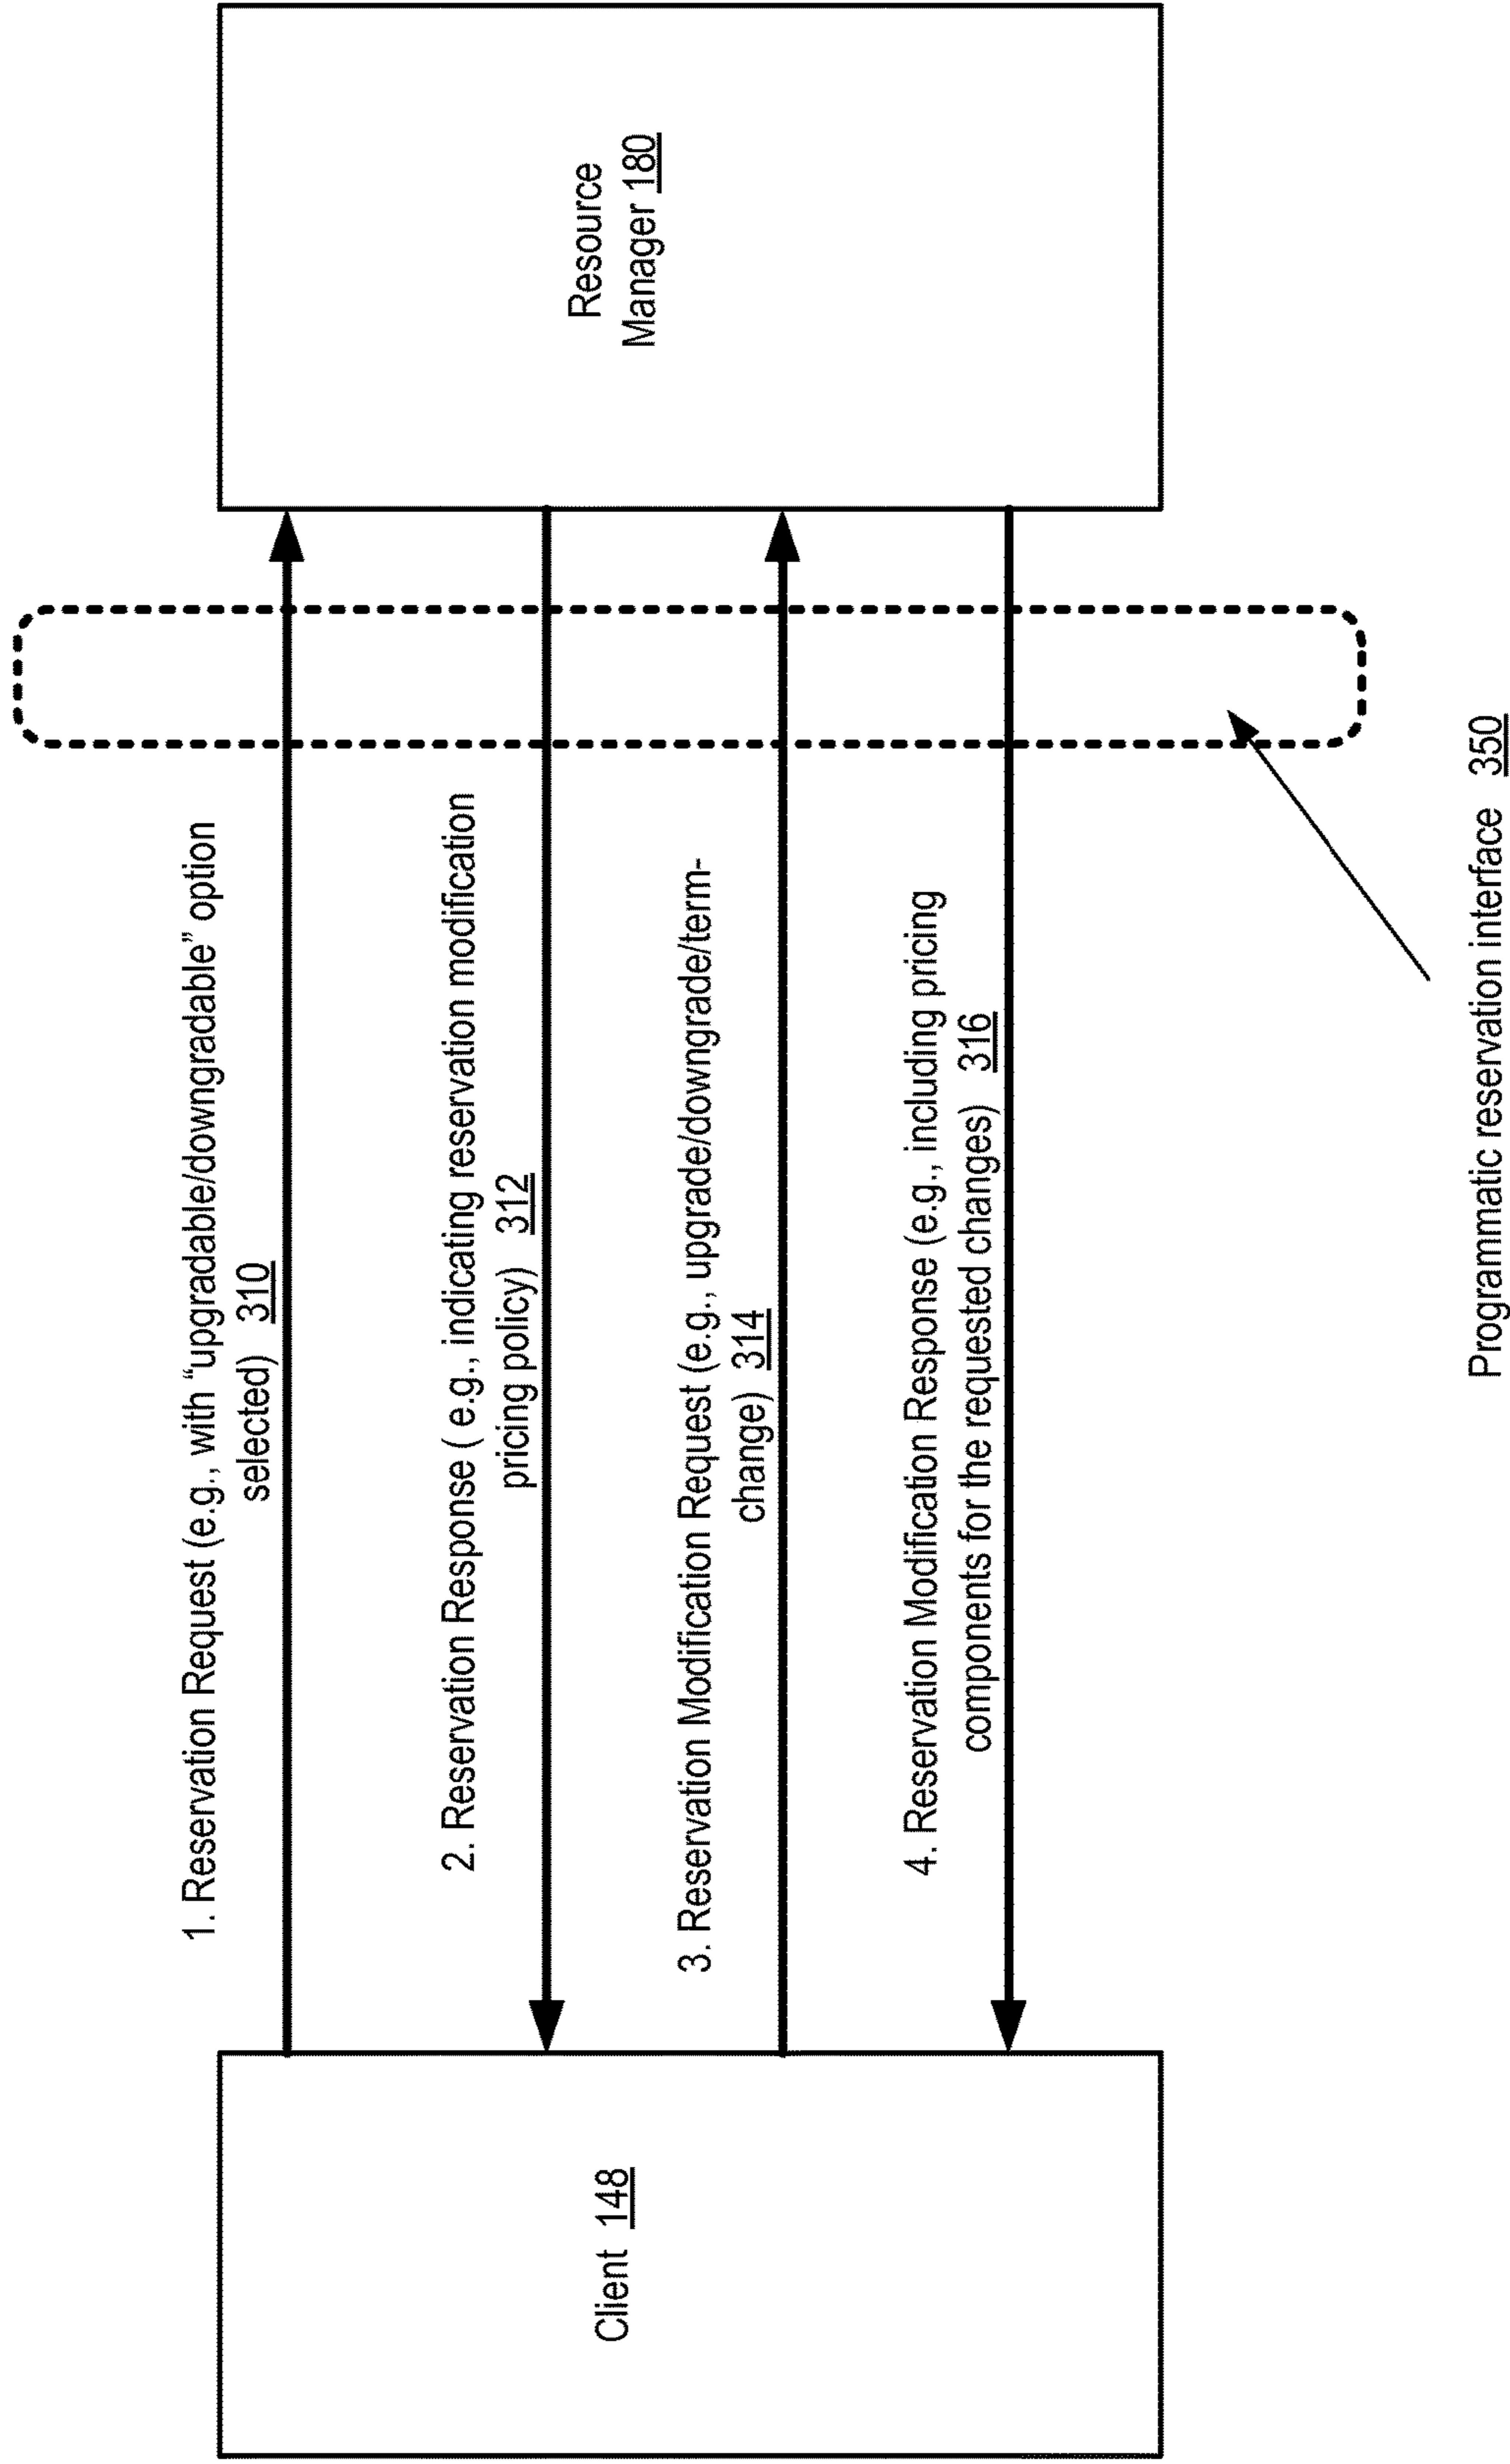 1. Reservation Request (e.g., with “upgradable/downgradable” option
selected) 310
2. Reservation Response ( e.g., indicating reservation modification
pricing policy) 312
3. Reservation Modification Request (e.g., upgrade/downgrade/term-
change) 314
4. Reservation Modification Response (e.g., including pricing
components for the requested changes) 316
Client 148
Resource
Manager 180
Programmatic reservation interface 350